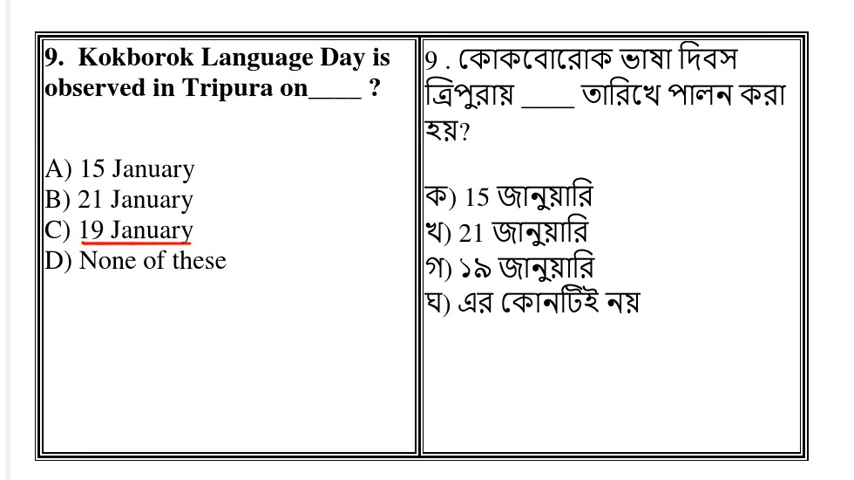 9. Kokborok Language Day is
observed in Tripura on____ ?
A) 15 January
B) 21 January
C) 19 January
D) None of these
9 . কোকবোরোক ভাষা দিবস
ত্রিপুরায় ____ তারিখে পালন করা
হয়?
ক) 15 জানুয়ারি
খ) 21 জানুয়ারি
গ) ১৯ জানুয়ারি
ঘ) এর কোনটিই নয়